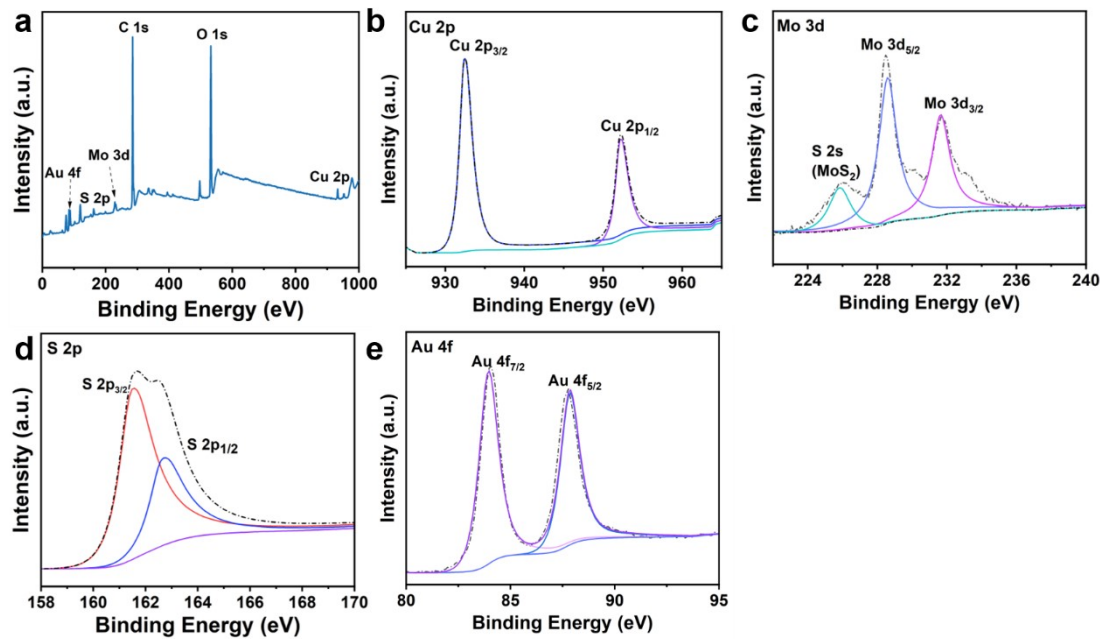 a
C 1s
O 1s
Au 4f
Mo 3d
S 2p
Cu 2p
Intensity (a.u.)
0 200 400 600 800 1000
Binding Energy (eV)
b
Cu 2p
Cu 2p3/2
Cu 2p1/2
Intensity (a.u.)
930 940 950 960
Binding Energy (eV)
c
Mo 3d
Mo 3d5/2
Mo 3d3/2
S 2s
(MoS2)
Intensity (a.u.)
224 228 232 236 240
Binding Energy (eV)
d
S 2p
S 2p3/2
S 2p1/2
Intensity (a.u.)
158 160 162 164 166 168 170
Binding Energy (eV)
e
Au 4f
Au 4f7/2
Au 4f5/2
Intensity (a.u.)
80 85 90 95
Binding Energy (eV)